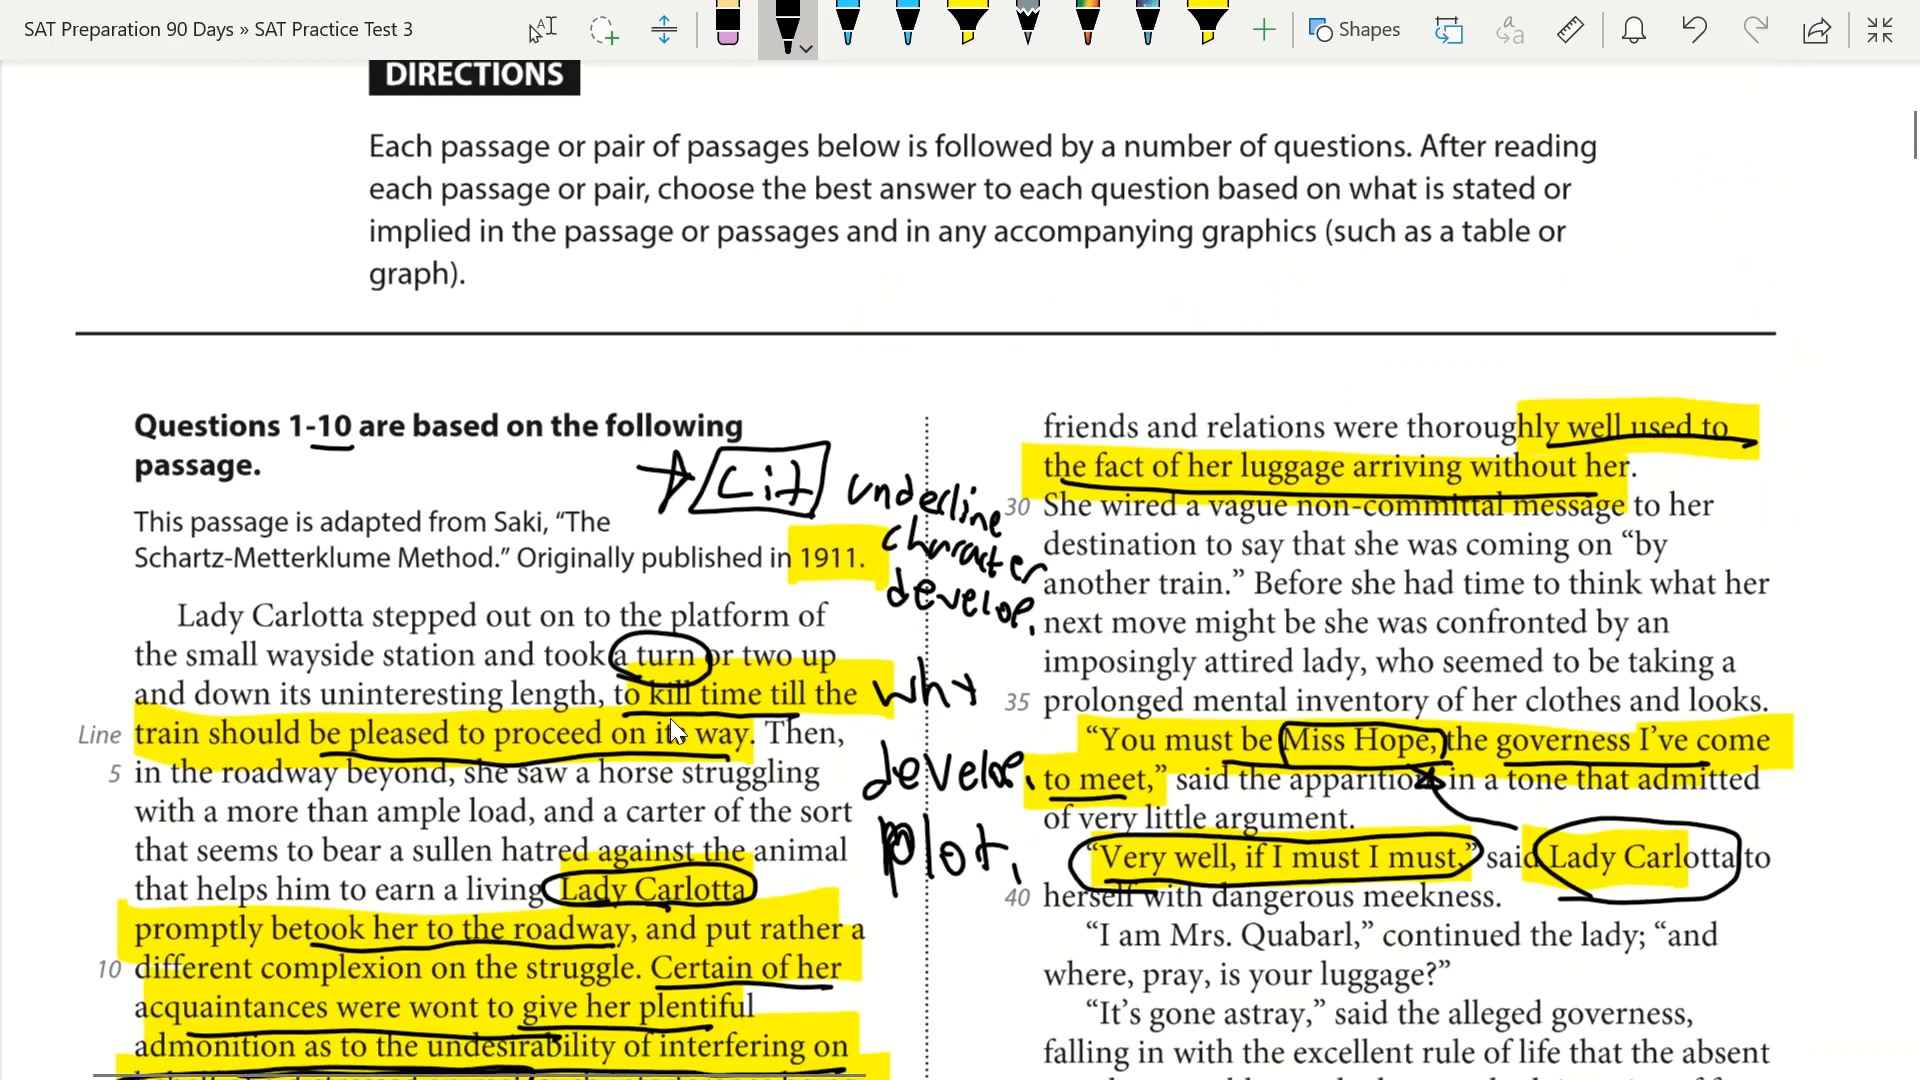 SAT Preparation 90 Days » SAT Practice Test 3
Shapes
DIRECTIONS
Each passage or pair of passages below is followed by a number of questions. After reading
each passage or pair, choose the best answer to each question based on what is stated or
implied in the passage or passages and in any accompanying graphics (such as a table or
graph).
Questions 1-10 are based on the following
passage.
This passage is adapted from Saki, “The
Schartz-Metterklume Method.” Originally published in 1911.
Lady Carlotta stepped out on to the platform of
the small wayside station and took a turn or two up
and down its uninteresting length, to kill time till the
Line train should be pleased to proceed on its way. Then,
5 in the roadway beyond, she saw a horse struggling
with a more than ample load, and a carter of the sort
that seems to bear a sullen hatred against the animal
that helps him to earn a living. Lady Carlotta
promptly betook her to the roadway, and put rather a
10 different complexion on the struggle. Certain of her
acquaintances were wont to give her plentiful
admonition as to the undesirability of interfering on
Lit
underline
character
develop.
why
develop.
plot.
friends and relations were thoroughly well used to
the fact of her luggage arriving without her.
30 She wired a vague non-committal message to her
destination to say that she was coming on “by
another train.” Before she had time to think what her
next move might be she was confronted by an
imposingly attired lady, who seemed to be taking a
35 prolonged mental inventory of her clothes and looks.
“You must be Miss Hope, the governess I’ve come
to meet,” said the apparition, in a tone that admitted
of very little argument.
“Very well, if I must I must,” said Lady Carlotta to
40 herself with dangerous meekness.
“I am Mrs. Quabarl,” continued the lady; “and
where, pray, is your luggage?”
“It’s gone astray,” said the alleged governess,
falling in with the excellent rule of life that the absent